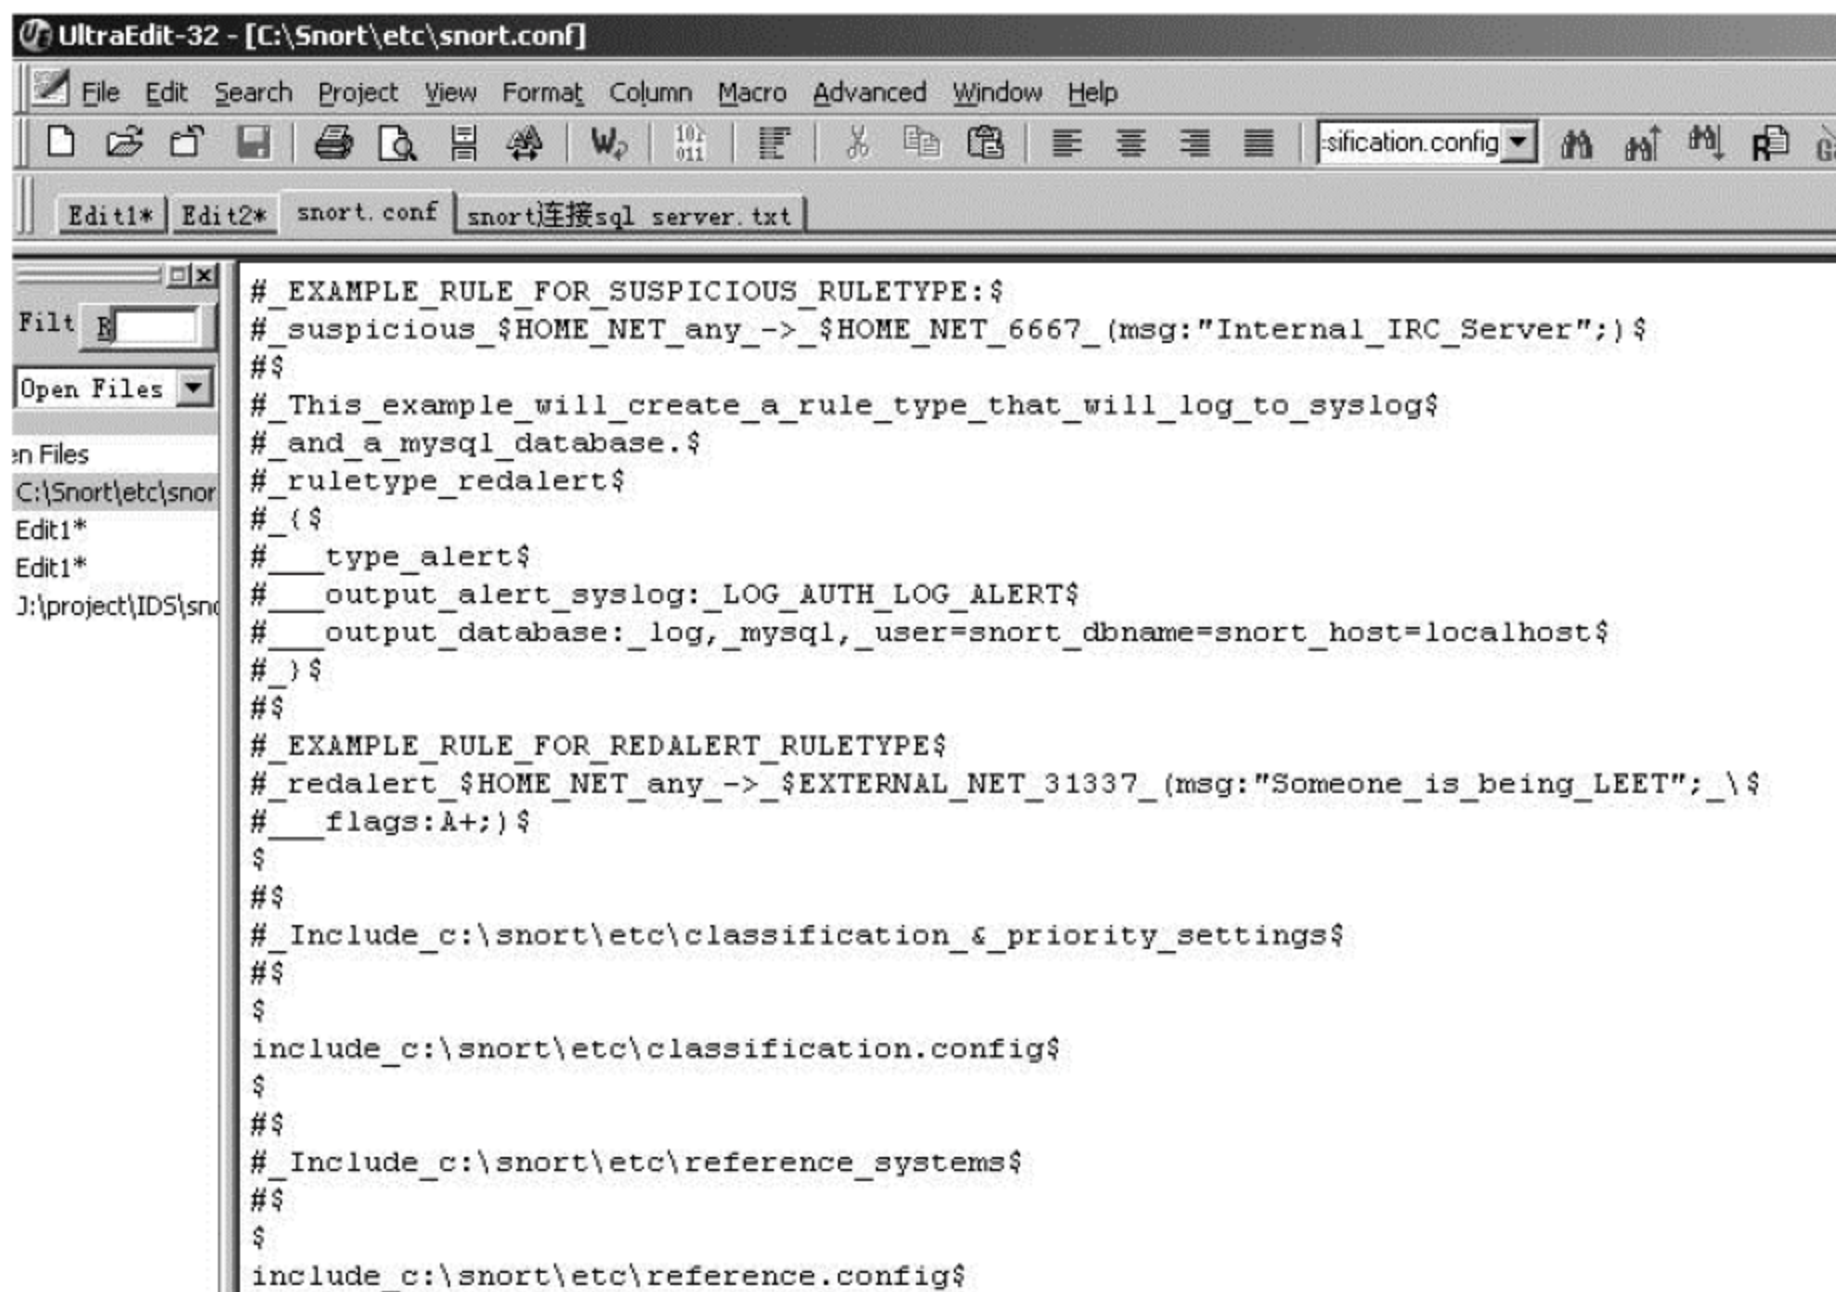 UltraEdit-32 - [C:\Snort\etc\snort.conf]
File Edit Search Project View Format Column Macro Advanced Window Help
:sification.config
Edit1* Edit2* snort.conf snort连接sql server.txt
Filt
Open Files
en Files
C:\Snort\etc\snor
Edit1*
Edit1*
J:\project\IDS\sno
#_EXAMPLE_RULE_FOR_SUSPICIOUS_RULETYPE:$
#_suspicious_$HOME_NET_any_->_$HOME_NET_6667_(msg:"Internal_IRC_Server";)$
#$
#_This_example_will_create_a_rule_type_that_will_log_to_syslog$
#_and_a_mysql_database.$
#_ruletype_redalert$
#_{$
#___type_alert$
#___output_alert_syslog:_LOG_AUTH_LOG_ALERT$
#___output_database:_log,_mysql,_user=snort_dbname=snort_host=localhost$
#_}$
#$
#_EXAMPLE_RULE_FOR_REDALERT_RULETYPE$
#_redalert_$HOME_NET_any_->_$EXTERNAL_NET_31337_(msg:"Someone_is_being_LEET";_\$
#___flags:A+;)$
$
#$
#_Include_c:\snort\etc\classification_&_priority_settings$
#$
$
include_c:\snort\etc\classification.config$
$
#$
#_Include_c:\snort\etc\reference_systems$
#$
$
include_c:\snort\etc\reference.config$